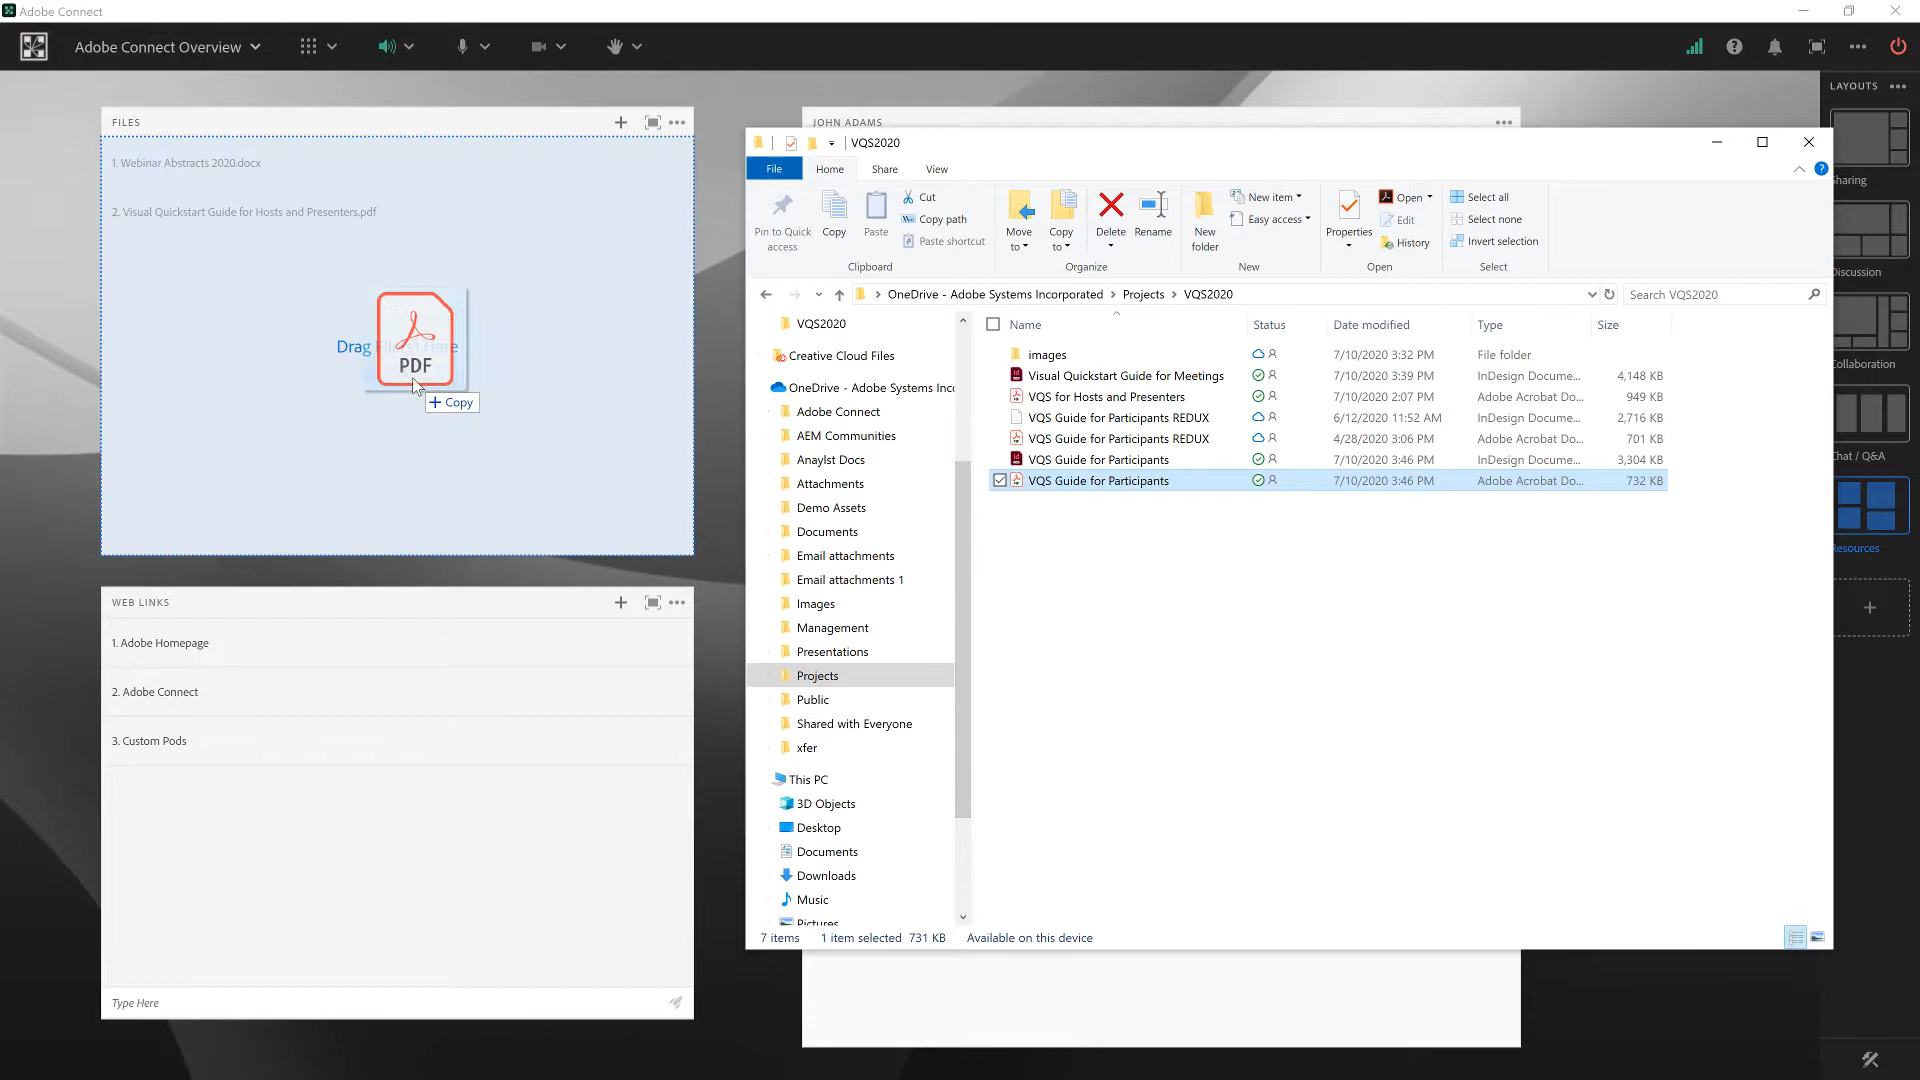 Adobe Connect
Adobe Connect Overview
FILES
1. Webinar Abstracts 2020.docx
2. Visual Quickstart Guide for Hosts and Presenters.pdf
Drag Files Here
PDF
Copy
WEB LINKS
1. Adobe Homepage
2. Adobe Connect
3. Custom Pods
Type Here
JOHN ADAMS
VQS2020
File
Home
Share
View
Pin to Quick
access
Copy
Paste
Cut
Copy path
Paste shortcut
Clipboard
Move
to
Copy
to
Delete
Rename
Organize
New
folder
New item
Easy access
New
Properties
Open
Edit
History
Open
Select all
Select none
Invert selection
Select
OneDrive - Adobe Systems Incorporated
Projects
VQS2020
Search VQS2020
VQS2020
Creative Cloud Files
OneDrive - Adobe Systems Inc
Adobe Connect
AEM Communities
Anaylst Docs
Attachments
Demo Assets
Documents
Email attachments
Email attachments 1
Images
Management
Presentations
Projects
Public
Shared with Everyone
xfer
This PC
3D Objects
Desktop
Documents
Downloads
Music
Pictures
Name Status Date modified Type Size
images 7/10/2020 3:32 PM File folder
Visual Quickstart Guide for Meetings 7/10/2020 3:39 PM InDesign Docume... 4,148 KB
VQS for Hosts and Presenters 7/10/2020 2:07 PM Adobe Acrobat Do... 949 KB
VQS Guide for Participants REDUX 6/12/2020 11:52 AM InDesign Docume... 2,716 KB
VQS Guide for Participants REDUX 4/28/2020 3:06 PM Adobe Acrobat Do... 701 KB
VQS Guide for Participants 7/10/2020 3:46 PM InDesign Docume... 3,304 KB
VQS Guide for Participants 7/10/2020 3:46 PM Adobe Acrobat Do... 732 KB
7 items 1 item selected 731 KB Available on this device
LAYOUTS
haring
iscussion
ollaboration
hat / Q&A
esources